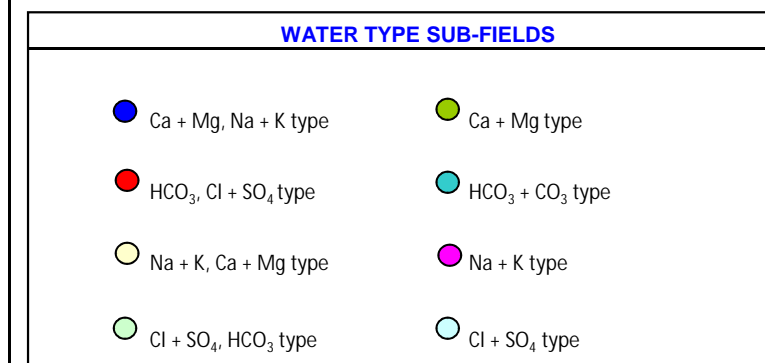 WATER TYPE SUB-FIELDS
Ca + Mg, Na + K type
Ca + Mg type
HCO₃, Cl + SO₄ type
HCO₃ + CO₃ type
Na + K, Ca + Mg type
Na + K type
Cl + SO₄, HCO₃ type
Cl + SO₄ type